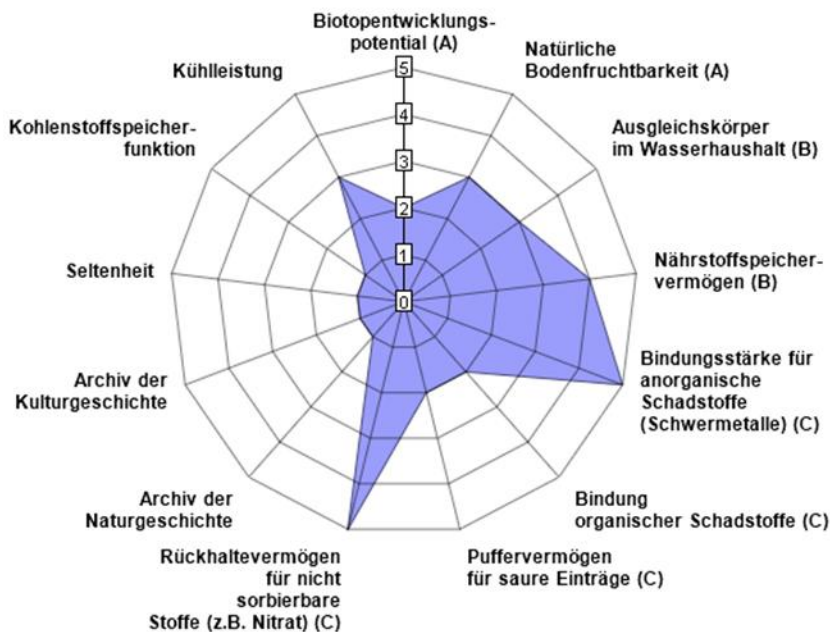 Biotopentwicklungs-
potential (A)
Natürliche
Bodenfruchtbarkeit (A)
Ausgleichskörper
im Wasserhaushalt (B)
Nährstoffspeicher-
vermögen (B)
Bindungsstärke für
anorganische
Schadstoffe
(Schwermetalle) (C)
Bindung
organischer Schadstoffe (C)
Puffervermögen
für saure Einträge (C)
Rückhaltevermögen
für nicht
sorbierbare
Stoffe (z.B. Nitrat) (C)
Archiv der
Naturgeschichte
Archiv der
Kulturgeschichte
Seltenheit
Kohlenstoffspeicher-
funktion
Kühlleistung
5
4
3
2
1
0